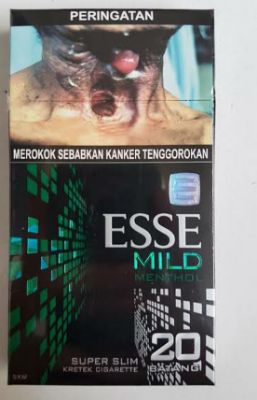 PERINGATAN
MEROKOK SEBABKAN KANKER TENGGOROKAN
ESSE
MILD
MENTHOL
SUPER SLIM
KRETEK CIGARETTE
20
BATANG